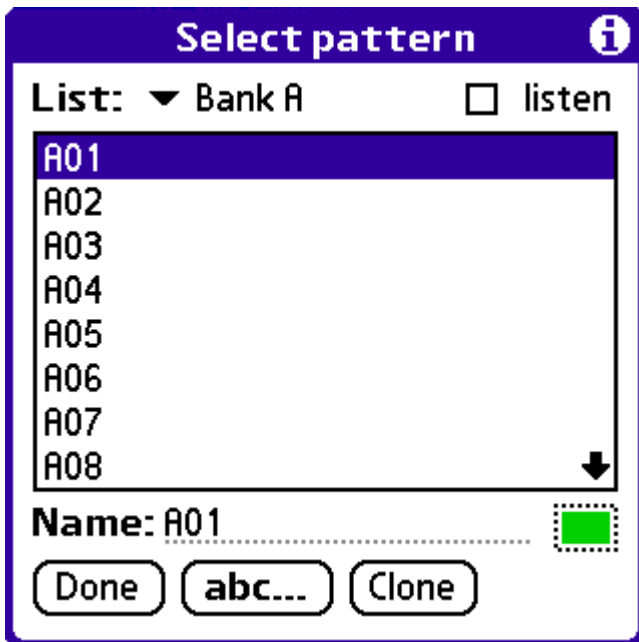 Select pattern i
List: Bank A listen
A01
A02
A03
A04
A05
A06
A07
A08
Name: A01
Done abc... Clone